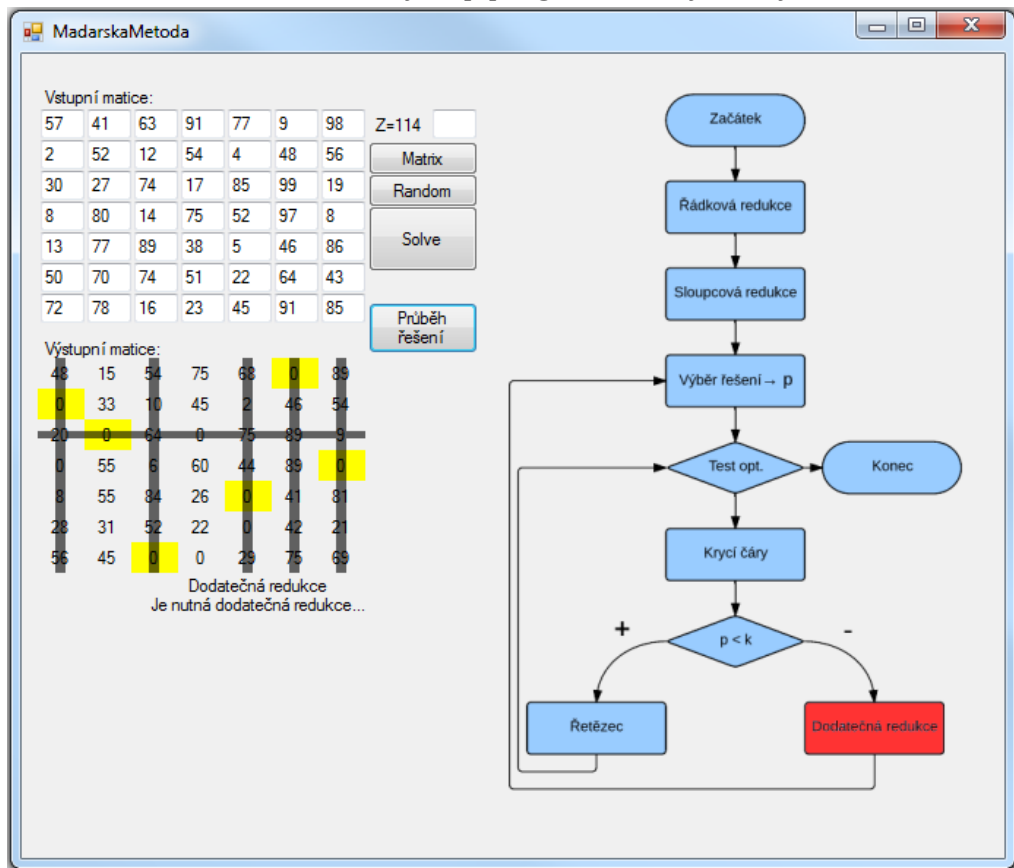 MadarskaMetoda
Vstupní matice:
57 41 63 91 77 9 98 Z=114
2 52 12 54 4 48 56 Matrix
30 27 74 17 85 99 19 Random
8 80 14 75 52 97 8
13 77 89 38 5 46 86 Solve
50 70 74 51 22 64 43
72 78 16 23 45 91 85
Průběh
řešení
Výstupní matice:
48 15 54 75 68 0 89
0 33 10 45 2 46 54
20 0 64 0 75 89 9
0 55 6 60 44 89 0
8 55 84 26 0 41 81
28 31 52 22 0 42 21
56 45 0 0 29 75 69
Dodatečná redukce
Je nutná dodatečná redukce...
Začátek
Řádková redukce
Sloupcová redukce
Výběr řešení → p
Test opt.
Konec
Krycí čáry
p < k
+
-
Řetězec
Dodatečná redukce